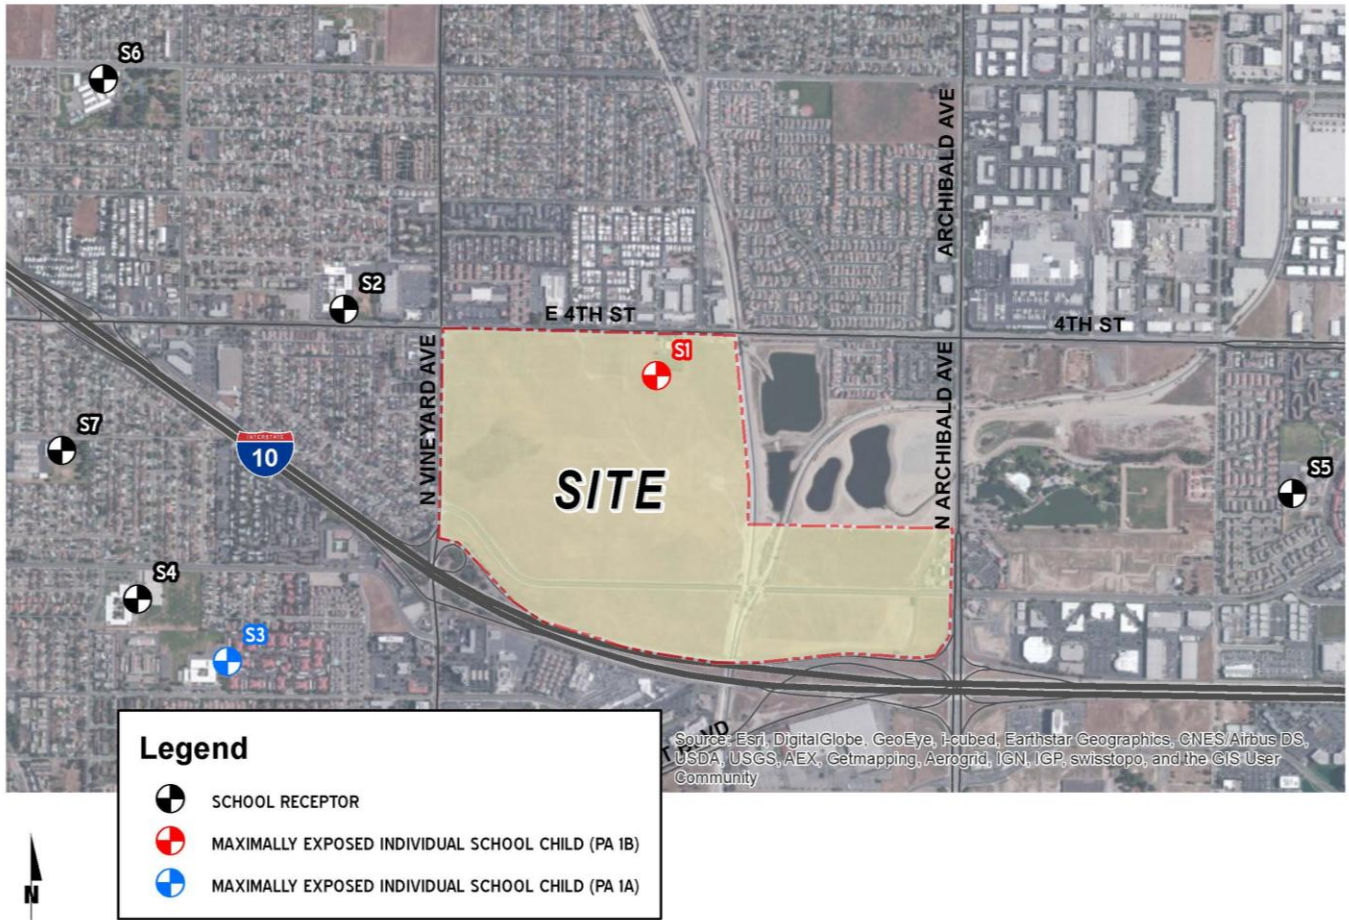 S6
ARCHIBALD AVE
S2
E 4TH ST
4TH ST
S1
N VINEYARD AVE
N ARCHIBALD AVE
S7
INTERSTATE
10
SITE
S5
S4
S3
T BLVD
Source: Esri, DigitalGlobe, GeoEye, i-cubed, Earthstar Geographics, CNES/Airbus DS,
USDA, USGS, AEX, Getmapping, Aerogrid, IGN, IGP, swisstopo, and the GIS User
Community
Legend
SCHOOL RECEPTOR
MAXIMALLY EXPOSED INDIVIDUAL SCHOOL CHILD (PA 1B)
MAXIMALLY EXPOSED INDIVIDUAL SCHOOL CHILD (PA 1A)
N